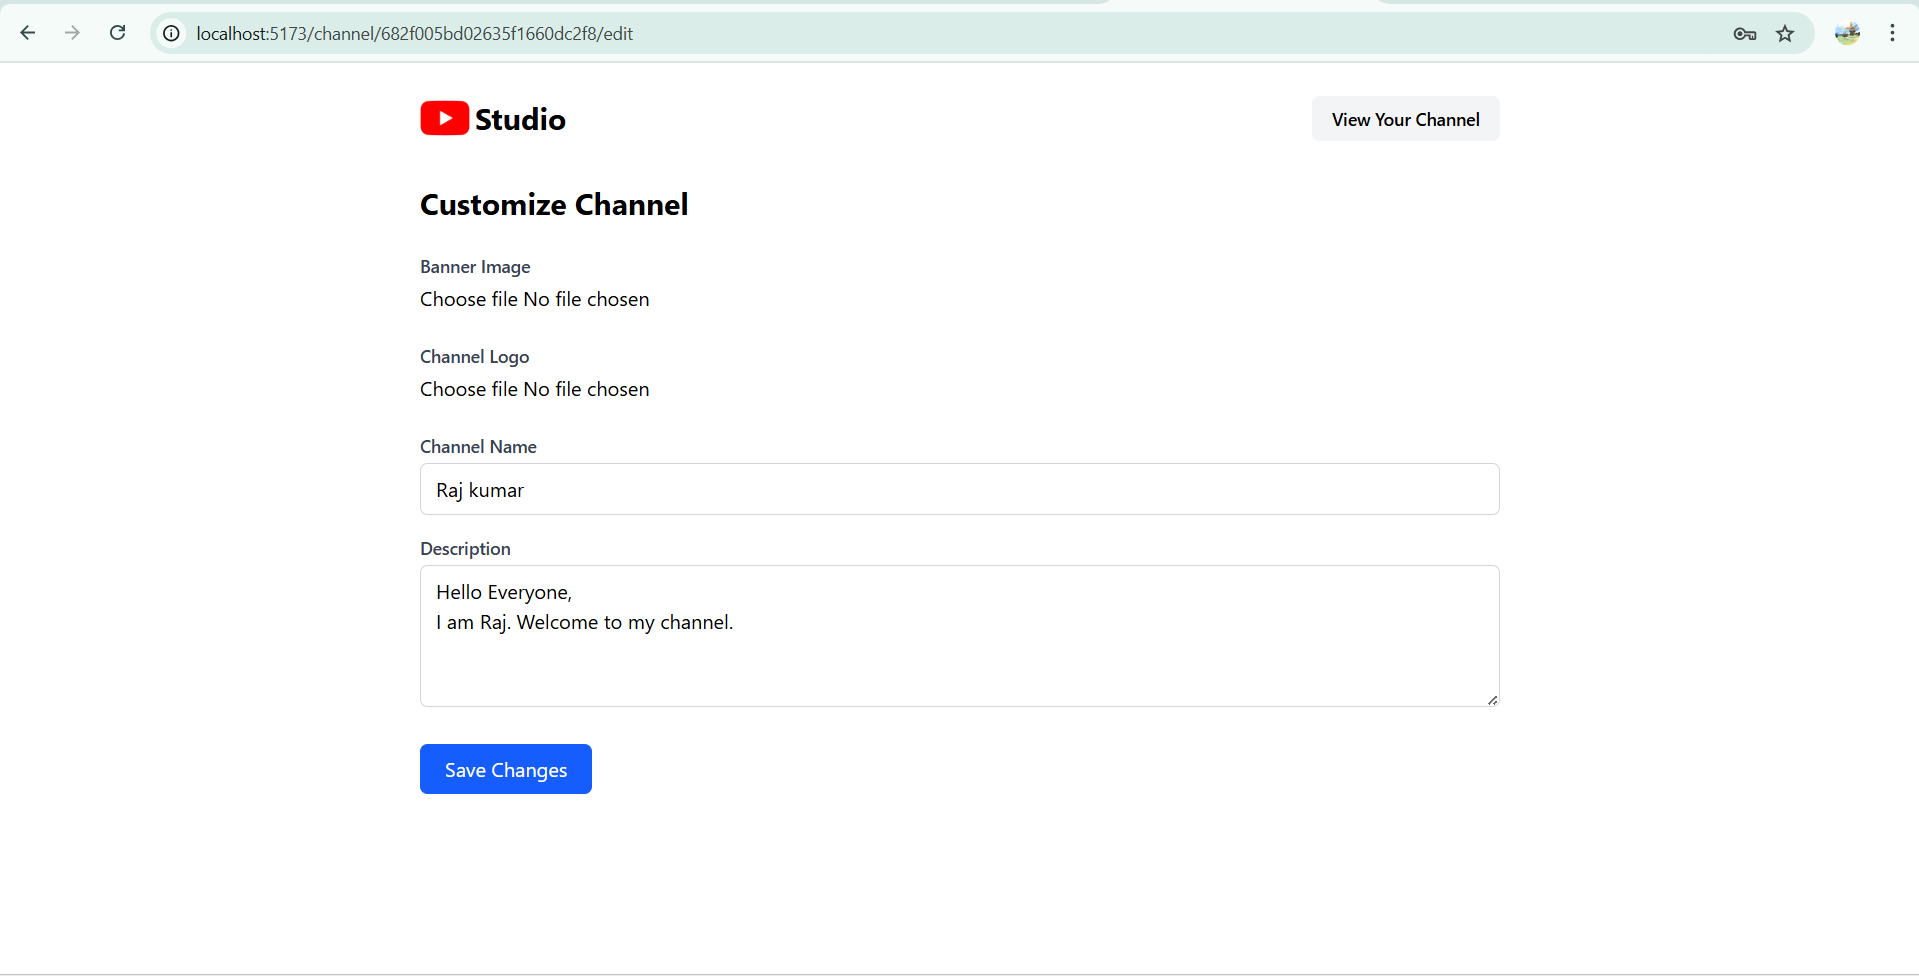 localhost:5173/channel/682f005bd02635f1660dc2f8/edit
Studio
View Your Channel
Customize Channel
Banner Image
Choose file No file chosen
Channel Logo
Choose file No file chosen
Channel Name
Raj kumar
Description
Hello Everyone,
I am Raj. Welcome to my channel.
Save Changes